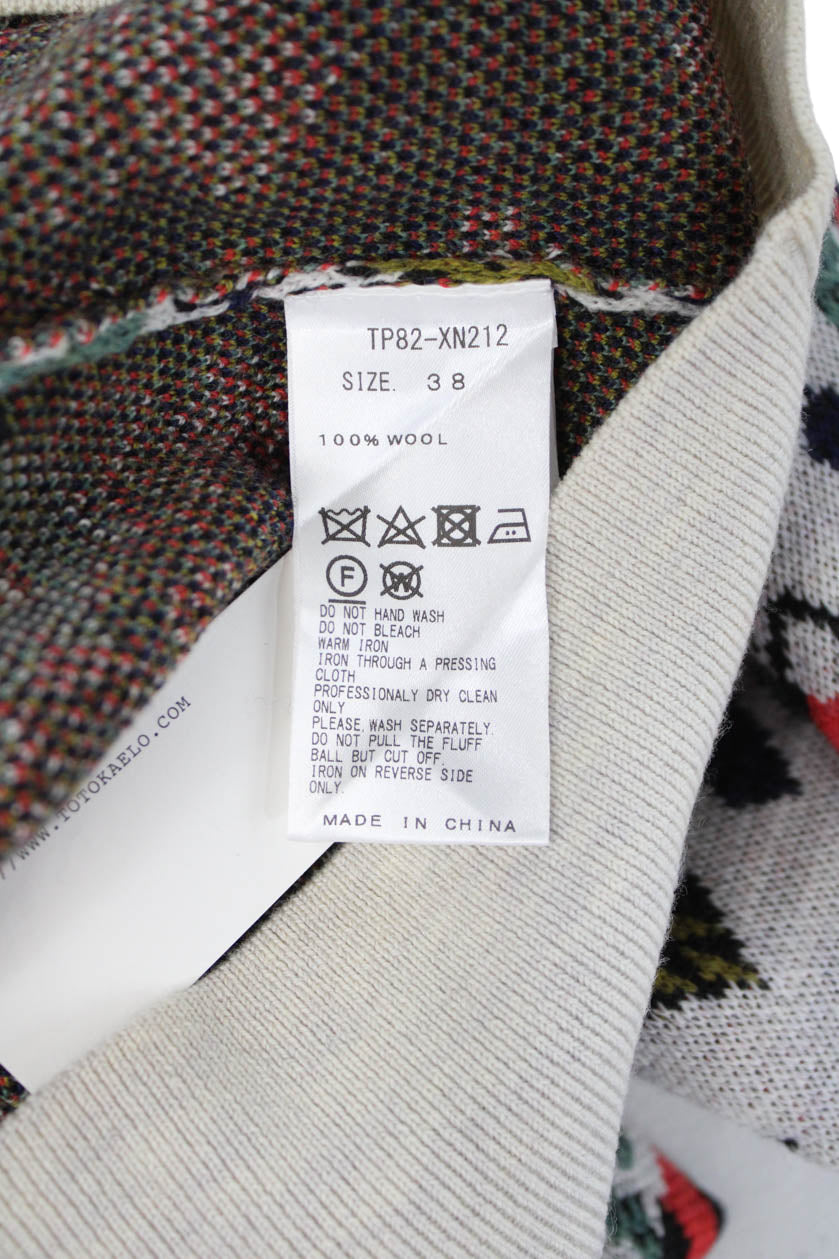 TP82-XN212
SIZE. 38
100% WOOL
F
W
DO NOT HAND WASH
DO NOT BLEACH
WARM IRON
IRON THROUGH A PRESSING
CLOTH
PROFESSIONALY DRY CLEAN
ONLY
PLEASE, WASH SEPARATELY.
DO NOT PULL THE FLUFF
BALL BUT CUT OFF.
IRON ON REVERSE SIDE
ONLY.
MADE IN CHINA
//WWW.TOTOKAELO.COM